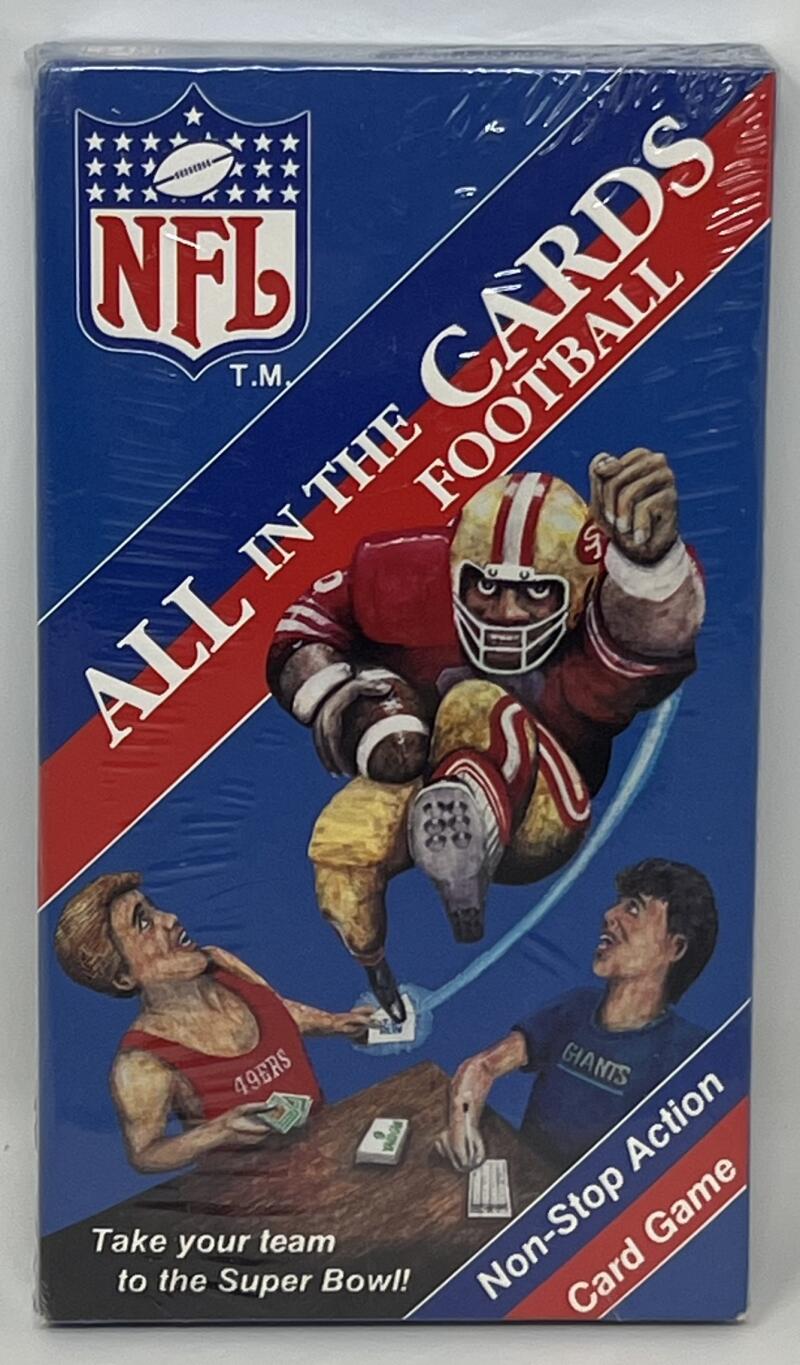 NFL
T.M.
ALL IN THE CARDS
FOOTBALL
SF
49ERS
GIANTS
Take your team
to the Super Bowl!
Non-Stop Action
Card Game